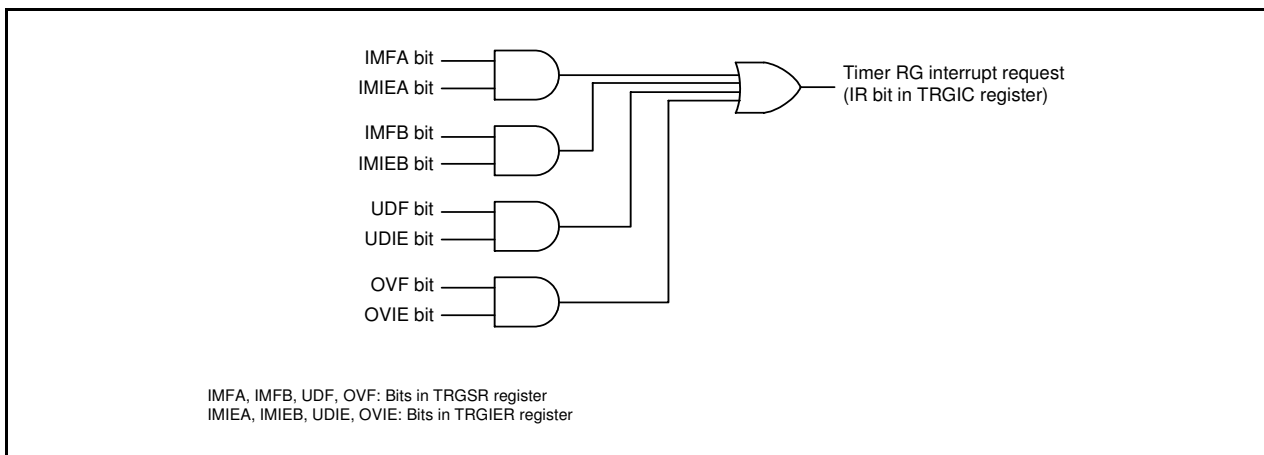 IMFA bit
IMIEA bit
IMFB bit
IMIEB bit
UDF bit
UDIE bit
OVF bit
OVIE bit
Timer RG interrupt request
(IR bit in TRGIC register)
IMFA, IMFB, UDF, OVF: Bits in TRGSR register
IMIEA, IMIEB, UDIE, OVIE: Bits in TRGIER register